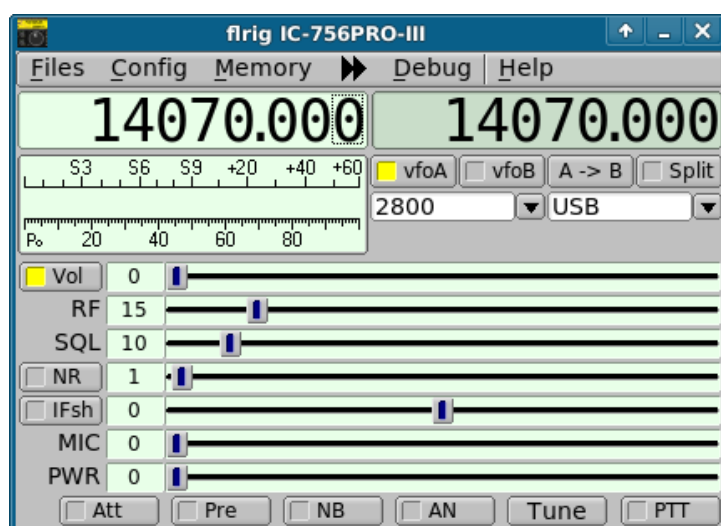 flrig IC-756PRO-III
Files Config Memory Debug Help
14070.000 14070.000
S3 S6 S9 +20 +40 +60
vfoA vfoB A -> B Split
2800 USB
Po 20 40 60 80
Vol 0
RF 15
SQL 10
NR 1
IFsh 0
MIC 0
PWR 0
Att Pre NB AN Tune PTT